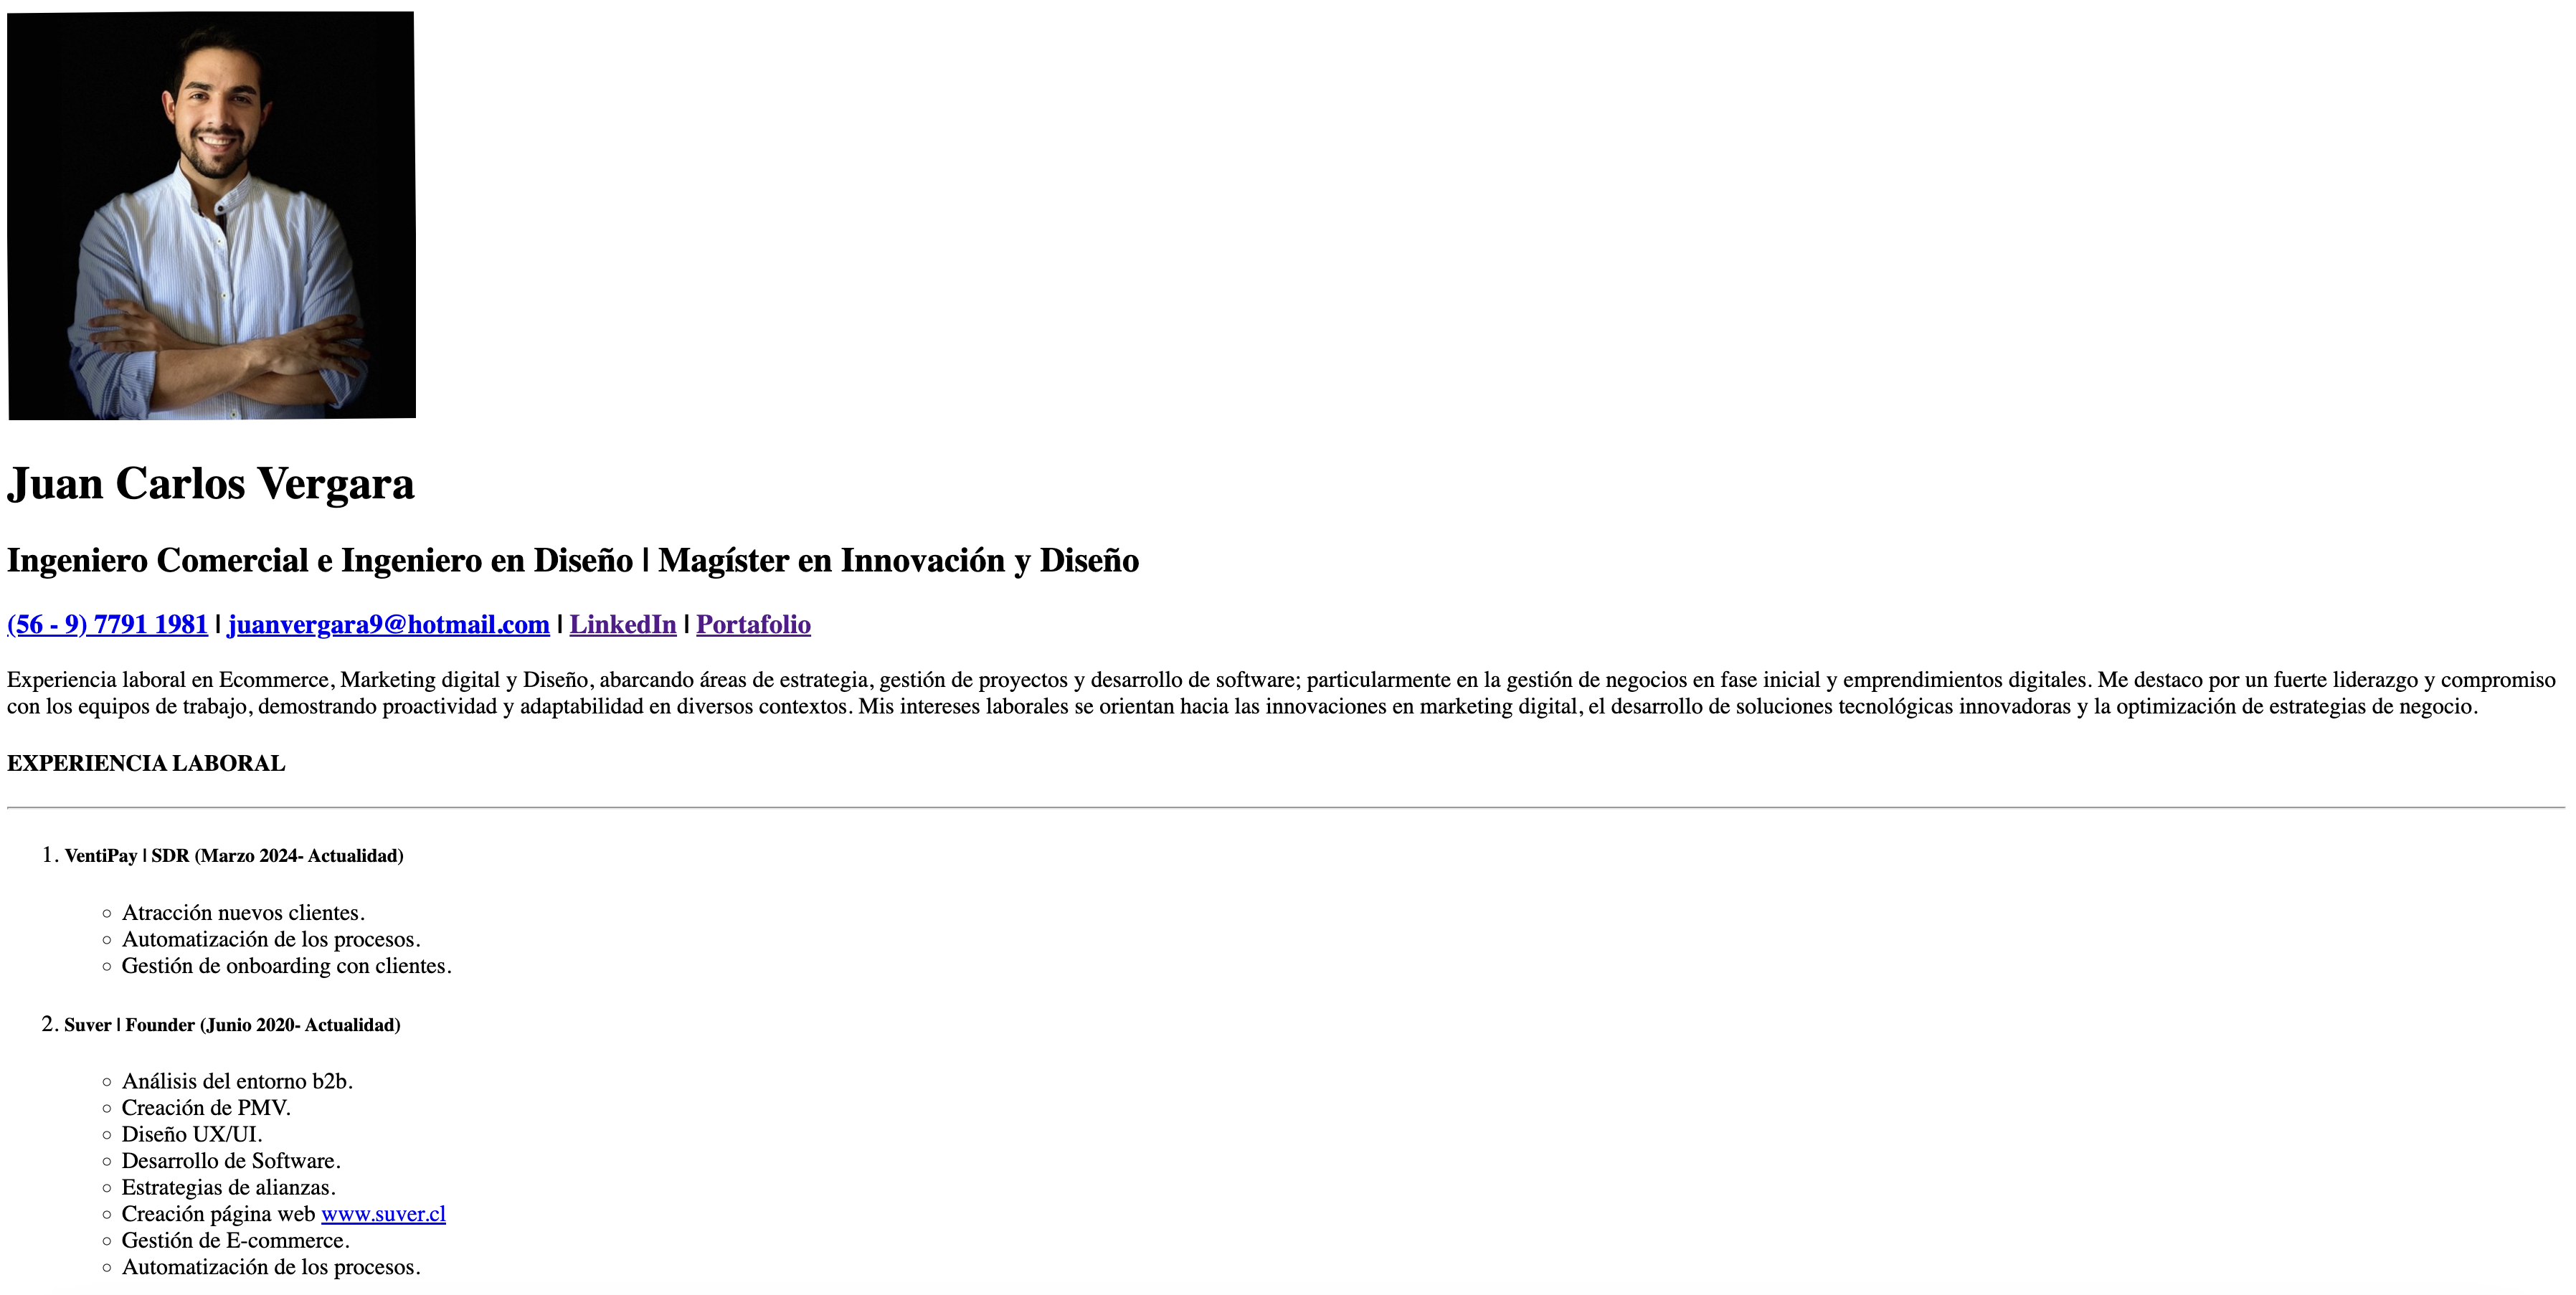 Juan Carlos Vergara
Ingeniero Comercial e Ingeniero en Diseño | Magíster en Innovación y Diseño
(56 - 9) 7791 1981 | juanvergara9@hotmail.com | LinkedIn | Portafolio
Experiencia laboral en Ecommerce, Marketing digital y Diseño, abarcando áreas de estrategia, gestión de proyectos y desarrollo de software; particularmente en la gestión de negocios en fase inicial y emprendimientos digitales. Me destaco por un fuerte liderazgo y compromiso
con los equipos de trabajo, demostrando proactividad y adaptabilidad en diversos contextos. Mis intereses laborales se orientan hacia las innovaciones en marketing digital, el desarrollo de soluciones tecnológicas innovadoras y la optimización de estrategias de negocio.
EXPERIENCIA LABORAL
1. VentiPay | SDR (Marzo 2024- Actualidad)
◦ Atracción nuevos clientes.
◦ Automatización de los procesos.
◦ Gestión de onboarding con clientes.
2. Suver | Founder (Junio 2020- Actualidad)
◦ Análisis del entorno b2b.
◦ Creación de PMV.
◦ Diseño UX/UI.
◦ Desarrollo de Software.
◦ Estrategias de alianzas.
◦ Creación página web www.suver.cl
◦ Gestión de E-commerce.
◦ Automatización de los procesos.